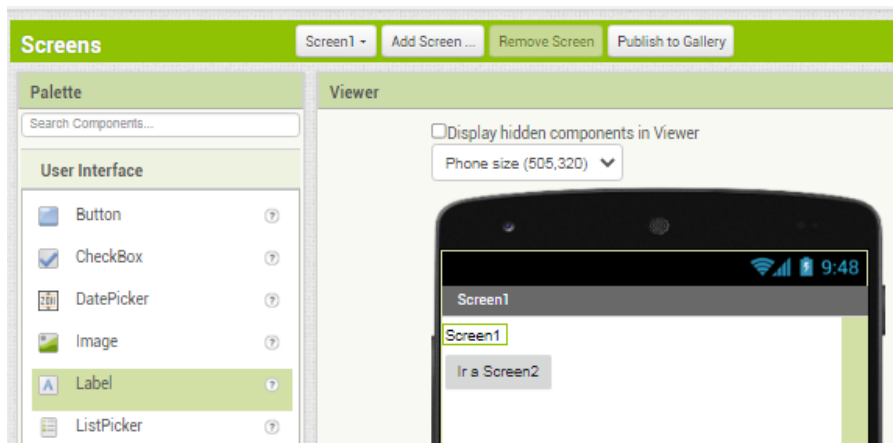 Screens
Screen1
Add Screen ...
Remove Screen
Publish to Gallery
Palette
Viewer
Search Components...
Display hidden components in Viewer
Phone size (505,320)
User Interface
Button
?
CheckBox
?
DatePicker
?
Image
?
A
Label
?
ListPicker
?
9:48
Screen1
Screen1
Ir a Screen2